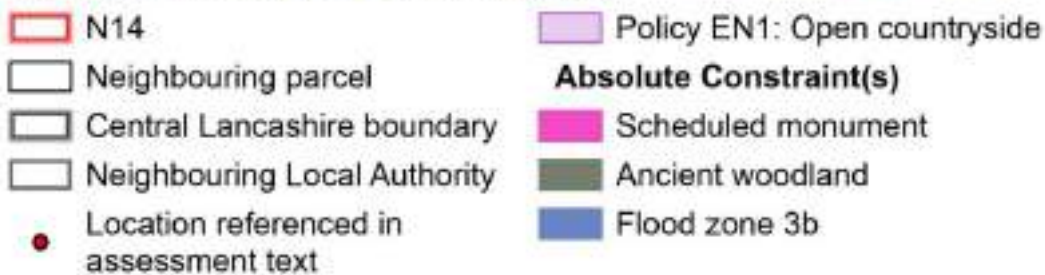 N14
Neighbouring parcel
Central Lancashire boundary
Neighbouring Local Authority
Location referenced in
assessment text
Policy EN1: Open countryside
Absolute Constraint(s)
Scheduled monument
Ancient woodland
Flood zone 3b